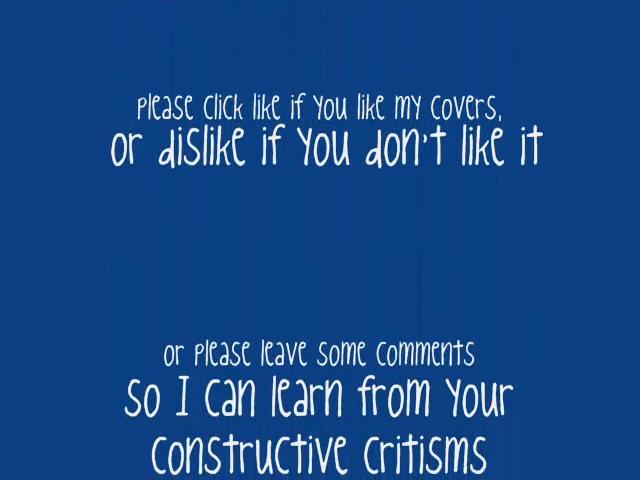 please click like if you like my covers,
or dislike if you don't like it
or please leave some comments
so I can learn from your
constructive critisms